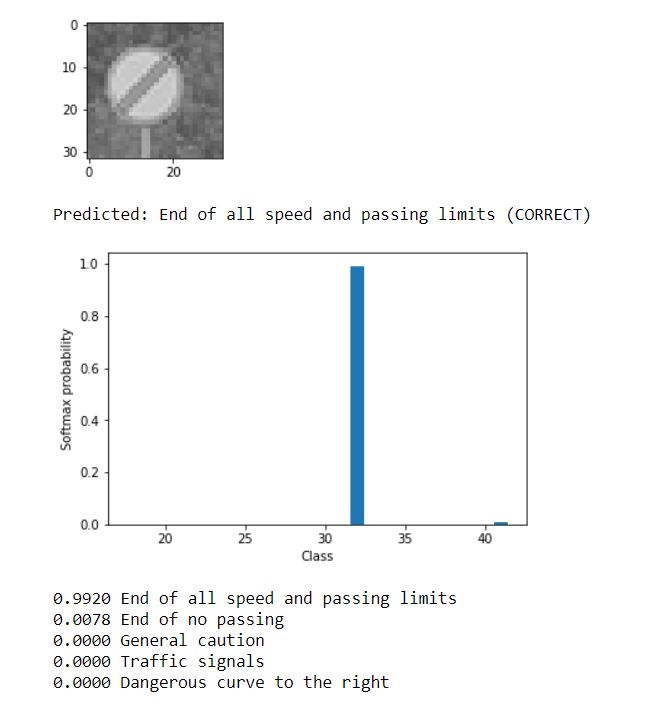 0
10
20
30
0 20
Predicted: End of all speed and passing limits (CORRECT)
1.0
0.8
0.6
0.4
0.2
0.0
Softmax probability
20 25 30 35 40
Class
0.9920 End of all speed and passing limits
0.0078 End of no passing
0.0000 General caution
0.0000 Traffic signals
0.0000 Dangerous curve to the right